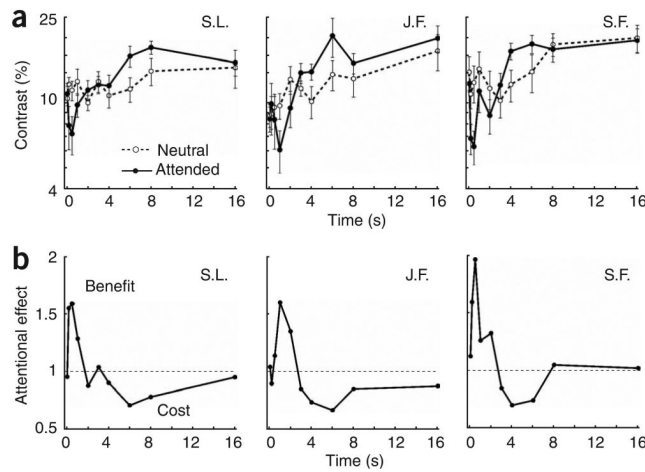 a
S.L.
J.F.
S.F.
25
10
4
Contrast (%)
Neutral
Attended
0 4 8 12 16
0 4 8 12 16
0 4 8 12 16
Time (s)
b
S.L.
J.F.
S.F.
2
1.5
1
0.5
Attentional effect
Benefit
Cost
0 4 8 12 16
0 4 8 12 16
0 4 8 12 16
Time (s)